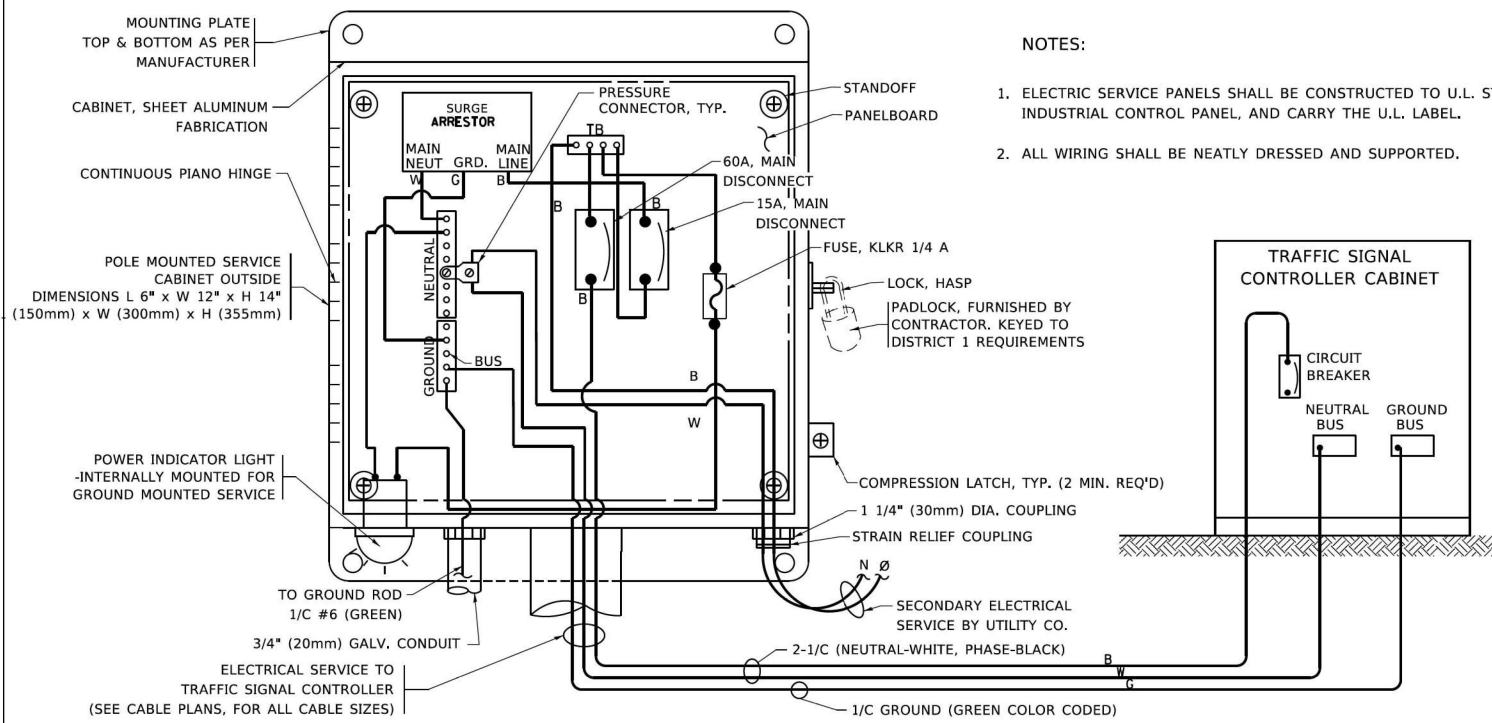 MOUNTING PLATE
TOP & BOTTOM AS PER
MANUFACTURER
CABINET, SHEET ALUMINUM
FABRICATION
CONTINUOUS PIANO HINGE
POLE MOUNTED SERVICE
CABINET OUTSIDE
DIMENSIONS L 6" x W 12" x H 14"
(150mm) x W (300mm) x H (355mm)
POWER INDICATOR LIGHT
-INTERNALLY MOUNTED FOR
GROUND MOUNTED SERVICE
TO GROUND ROD
1/C #6 (GREEN)
3/4" (20mm) GALV. CONDUIT
ELECTRICAL SERVICE TO
TRAFFIC SIGNAL CONTROLLER
(SEE CABLE PLANS, FOR ALL CABLE SIZES)
SURGE
ARRESTOR
MAIN
NEUT
GRD.
MAIN
LINE
W
G
B
PRESSURE
CONNECTOR, TYP.
TB
B
B
B
NEUTRAL
GROUND
BUS
B
W
STANDOFF
PANELBOARD
60A, MAIN
DISCONNECT
15A, MAIN
DISCONNECT
FUSE, KLKR 1/4 A
LOCK, HASP
PADLOCK, FURNISHED BY
CONTRACTOR. KEYED TO
DISTRICT 1 REQUIREMENTS
COMPRESSION LATCH, TYP. (2 MIN. REQ'D)
1 1/4" (30mm) DIA. COUPLING
STRAIN RELIEF COUPLING
N Ø
SECONDARY ELECTRICAL
SERVICE BY UTILITY CO.
2-1/C (NEUTRAL-WHITE, PHASE-BLACK)
B
W
G
1/C GROUND (GREEN COLOR CODED)
NOTES:
1. ELECTRIC SERVICE PANELS SHALL BE CONSTRUCTED TO U.L.
INDUSTRIAL CONTROL PANEL, AND CARRY THE U.L. LABEL.
2. ALL WIRING SHALL BE NEATLY DRESSED AND SUPPORTED.
TRAFFIC SIGNAL
CONTROLLER CABINET
CIRCUIT
BREAKER
NEUTRAL
BUS
GROUND
BUS